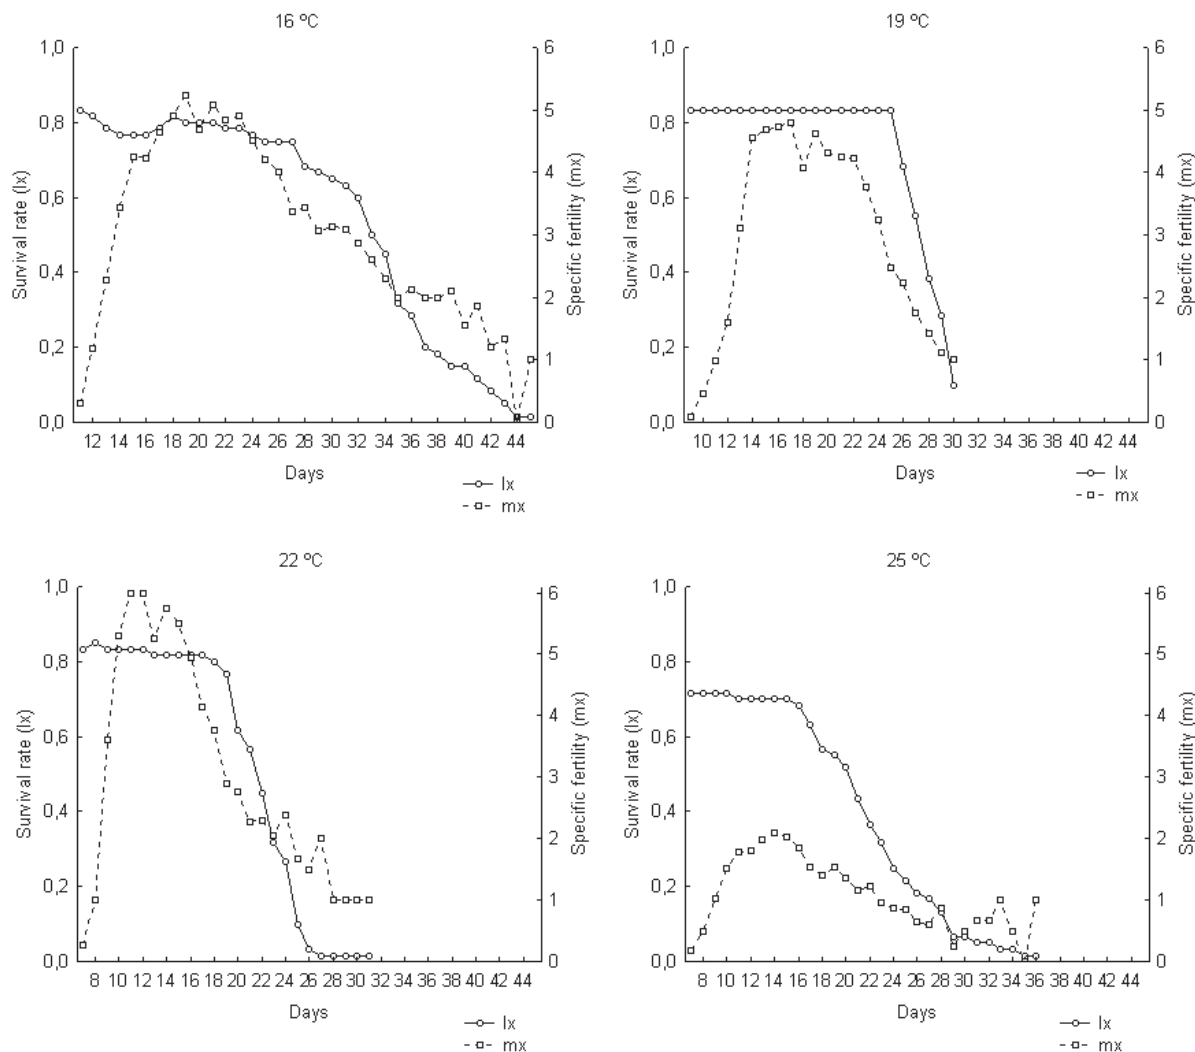 16 ºC
1,0
0,8
0,6
0,4
0,2
0,0
Survival rate (lx)
6
5
4
3
2
1
0
Specific fertility (mx)
12 14 16 18 20 22 24 26 28 30 32 34 36 38 40 42 44
Days
lx
mx
19 ºC
1,0
0,8
0,6
0,4
0,2
0,0
Survival rate (lx)
6
5
4
3
2
1
0
Specific fertility (mx)
10 12 14 16 18 20 22 24 26 28 30 32 34 36 38 40 42 44
Days
lx
mx
22 ºC
1,0
0,8
0,6
0,4
0,2
0,0
Survival rate (lx)
6
5
4
3
2
1
0
Specific fertility (mx)
8 10 12 14 16 18 20 22 24 26 28 30 32 34 36 38 40 42 44
Days
lx
mx
25 ºC
1,0
0,8
0,6
0,4
0,2
0,0
Survival rate (lx)
6
5
4
3
2
1
0
Specific fertility (mx)
8 10 12 14 16 18 20 22 24 26 28 30 32 34 36 38 40 42 44
Days
lx
mx